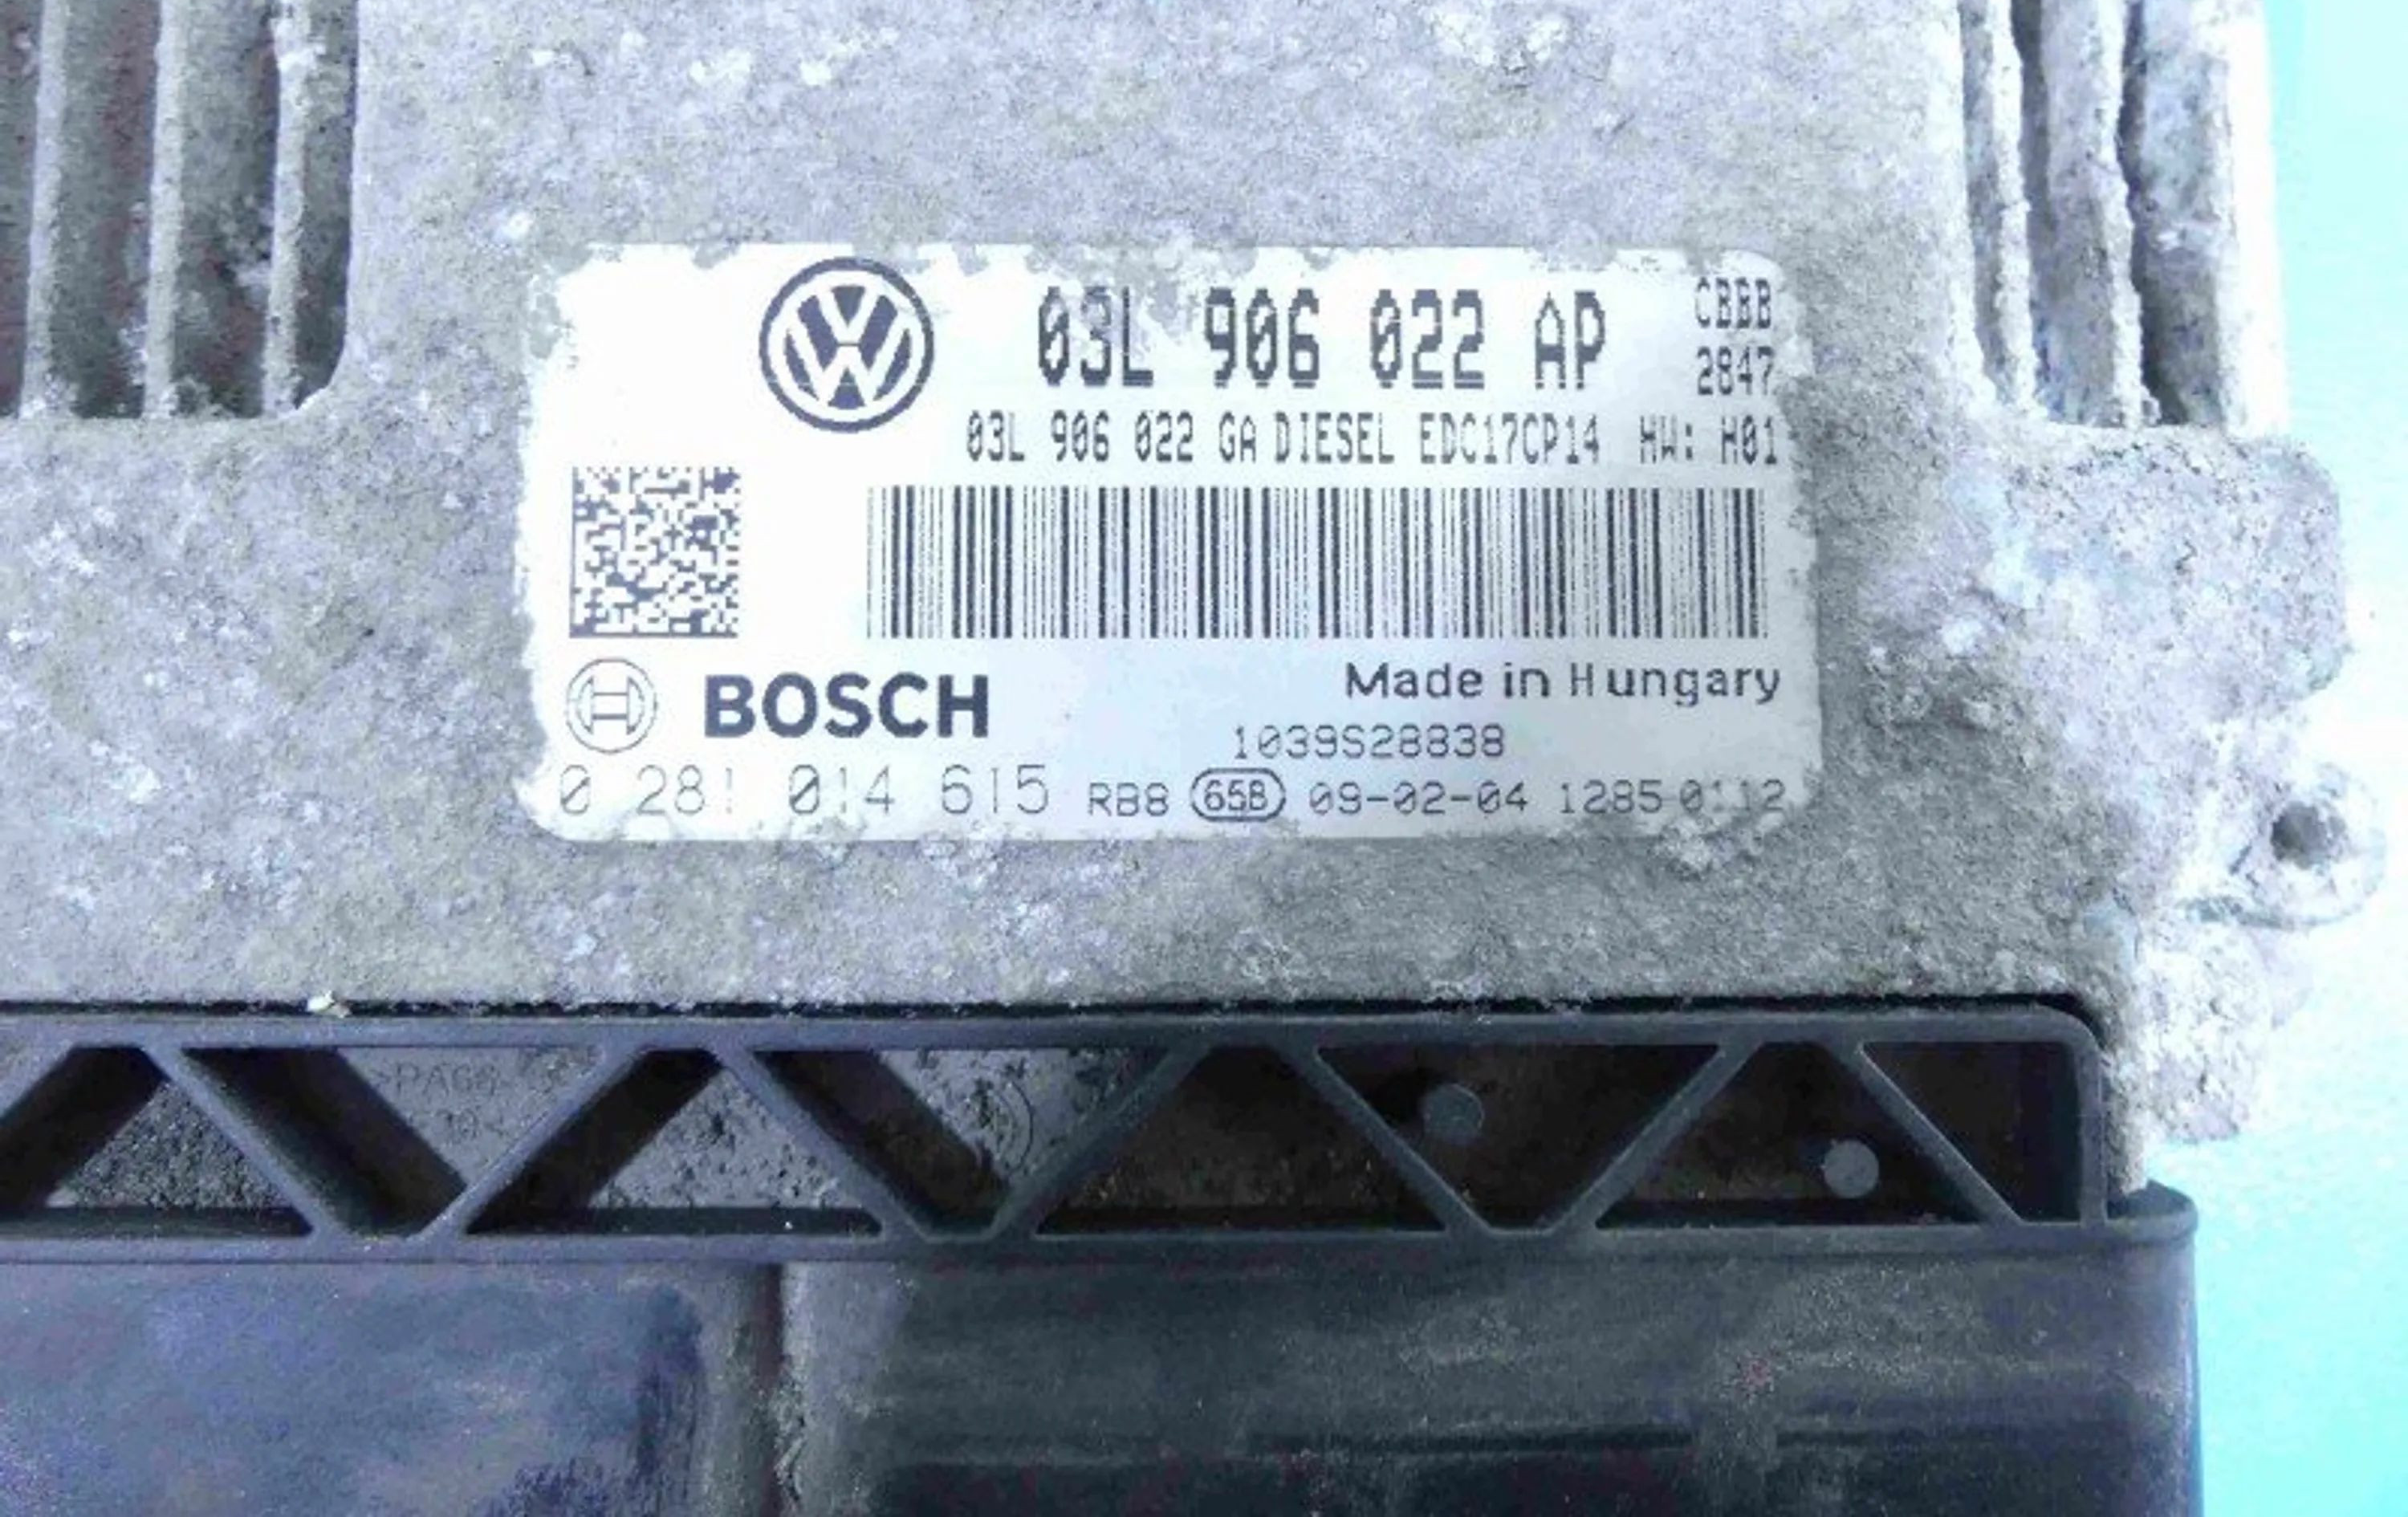 03L 906 022 AP
CBBB
2847
03L 906 022 GA DIESEL EDC17CP14 HW: H01
BOSCH
Made in Hungary
1039S28838
0 281 014 615 RB8 65B 09-02-04 1285 0112